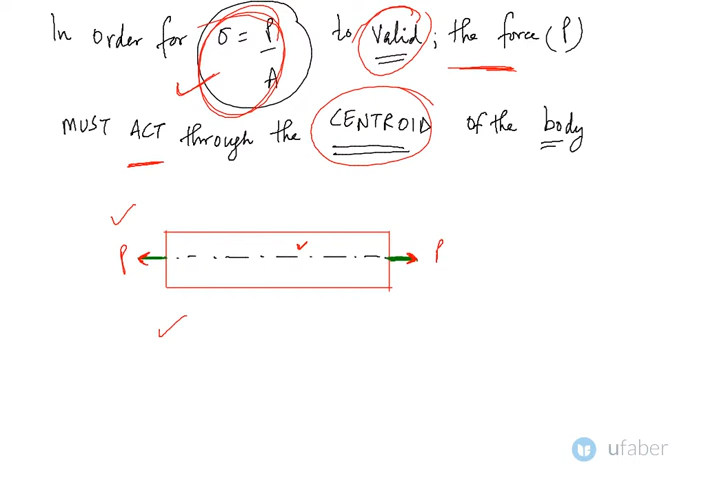 In order for σ = P/A to valid; the force (P)
MUST ACT through the CENTROID of the body
P P
ufaber